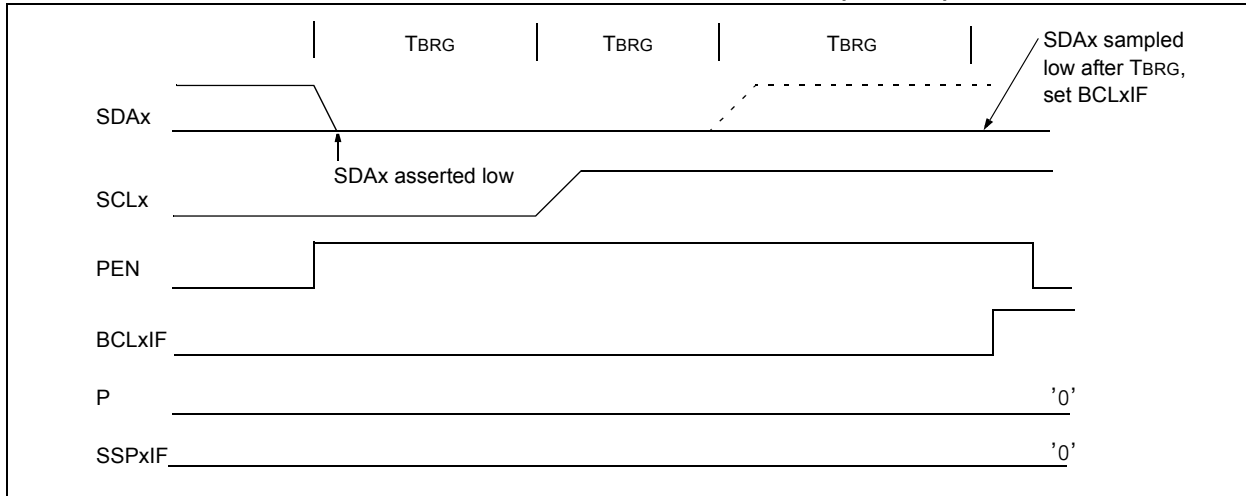 TBRG TBRG TBRG
SDAx sampled
low after TBRG,
set BCLxIF
SDAx
SDAx asserted low
SCLx
PEN
BCLxIF
P '0'
SSPxIF '0'